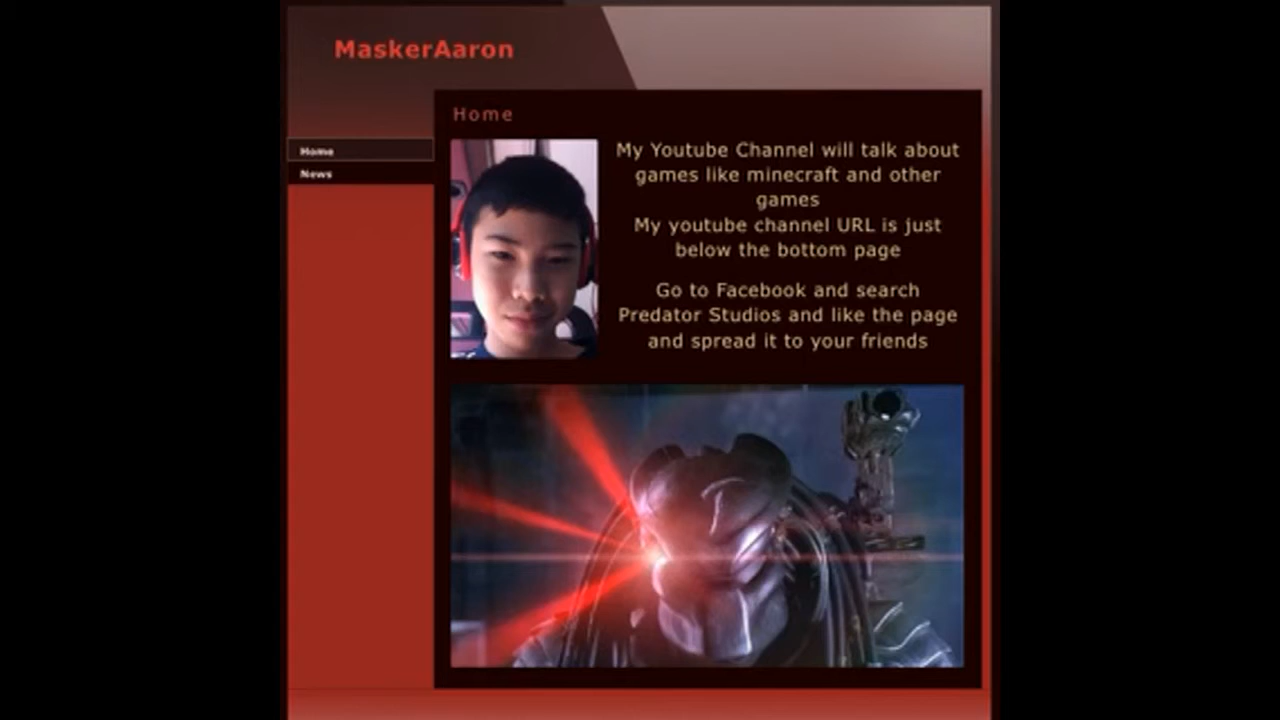 MaskerAaron
Home
Home
News
My Youtube Channel will talk about
games like minecraft and other
games
My youtube channel URL is just
below the bottom page
Go to Facebook and search
Predator Studios and like the page
and spread it to your friends